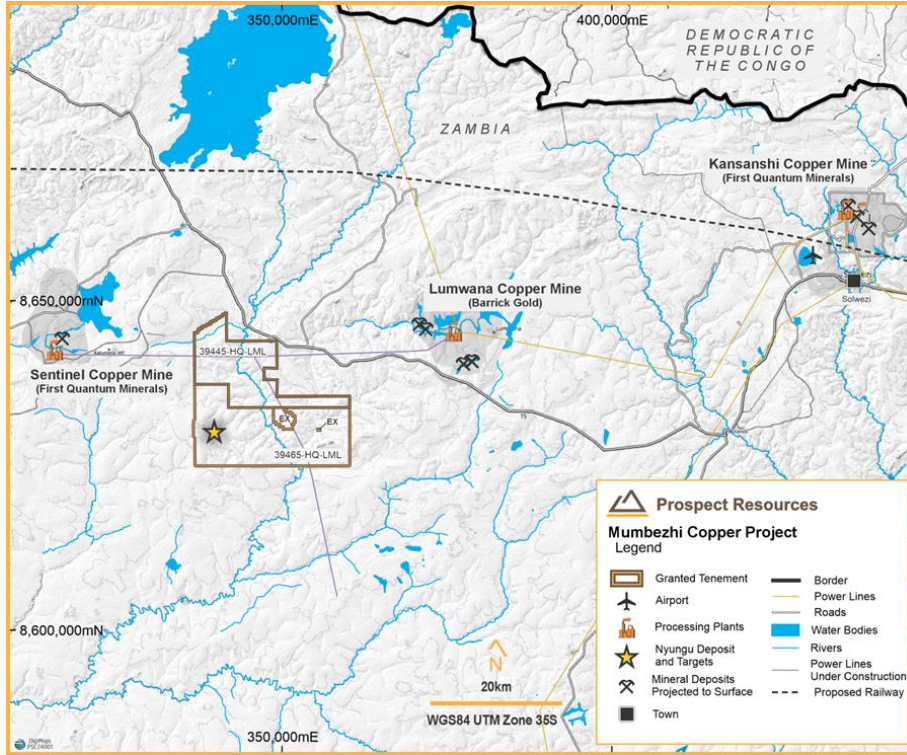 350,000mE
400,000mE
DEMOCRATIC
REPUBLIC OF
THE CONGO
ZAMBIA
Kansanshi Copper Mine
(First Quantum Minerals)
8,650,000mN
Lumwana Copper Mine
(Barrick Gold)
Solwezi
39445-HQ-LML
Sentinel Copper Mine
(First Quantum Minerals)
EX
EX
39465-HQ-LML
T5
Prospect Resources
Mumbezhi Copper Project
Legend
Granted Tenement
Border
Airport
Power Lines
Roads
Processing Plants
Water Bodies
Nyungu Deposit
and Targets
Rivers
Power Lines
Under Construction
Mineral Deposits
Projected to Surface
Proposed Railway
Town
8,600,000mN
N
20km
WGS84 UTM Zone 35S
350,000mE
DigiMaps
PSC24001